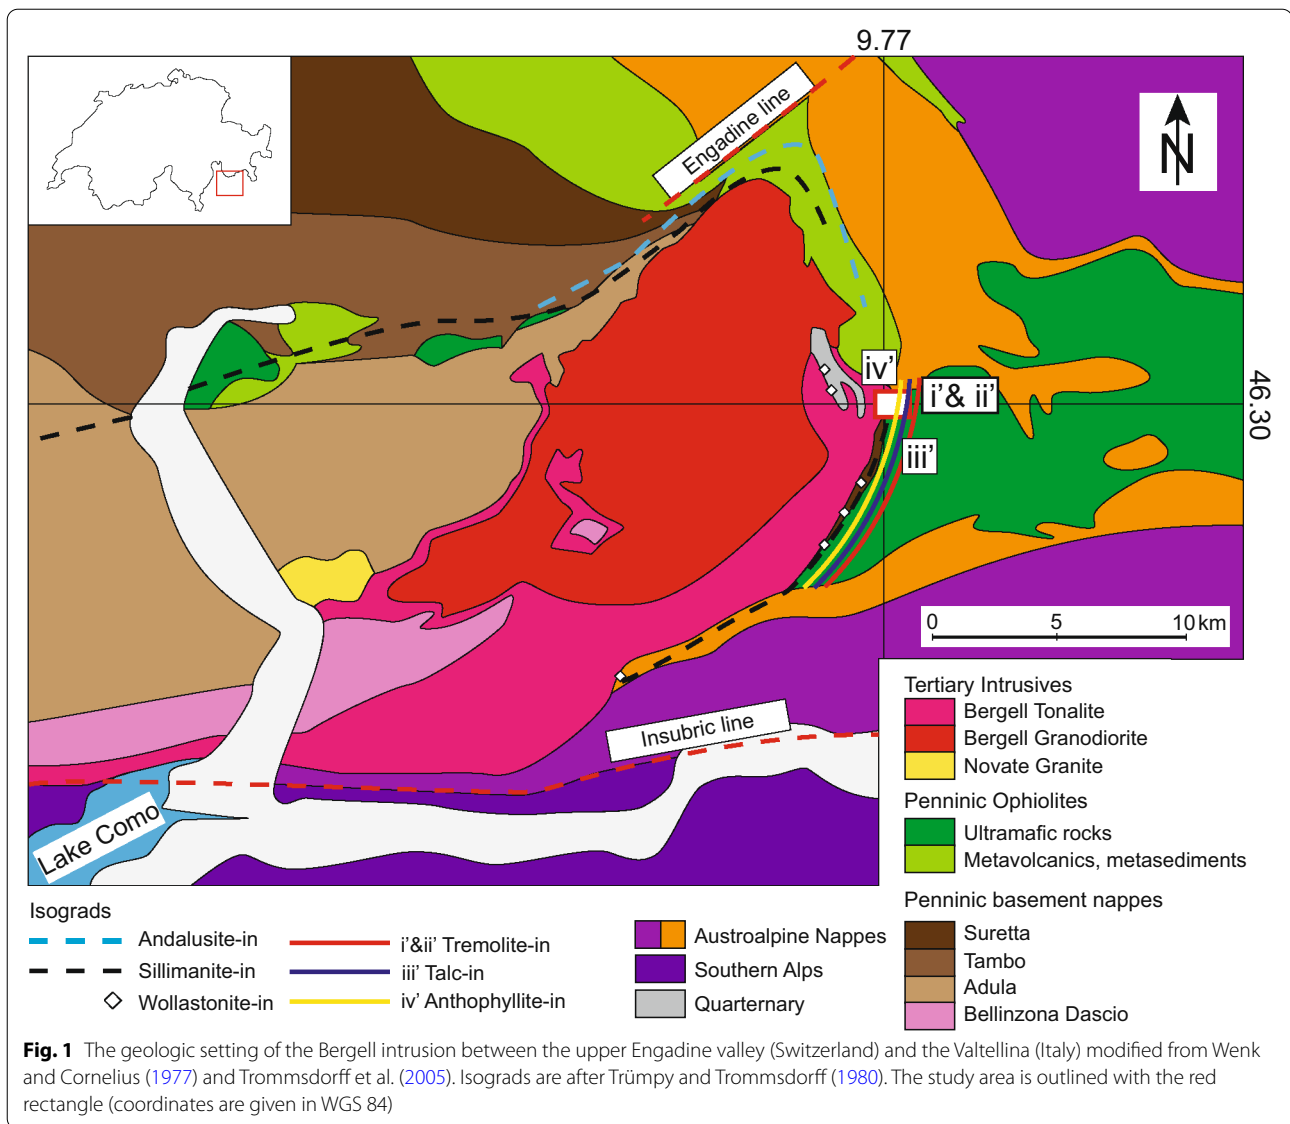 9.77
Engadine line
N
iv’
i’& ii’
46.30
iii’
0 5 10 km
Insubric line
Lake Como
Tertiary Intrusives
Bergell Tonalite
Bergell Granodiorite
Novate Granite
Penninic Ophiolites
Ultramafic rocks
Metavolcanics, metasediments
Penninic basement nappes
Suretta
Tambo
Adula
Bellinzona Dascio
Isograds
Andalusite-in
Sillimanite-in
Wollastonite-in
i’&ii’ Tremolite-in
iii’ Talc-in
iv’ Anthophyllite-in
Austroalpine Nappes
Southern Alps
Quarternary
Fig. 1 The geologic setting of the Bergell intrusion between the upper Engadine valley (Switzerland) and the Valtellina (Italy) modified from Wenk
and Cornelius (1977) and Trommsdorff et al. (2005). Isograds are after Trümpy and Trommsdorff (1980). The study area is outlined with the red
rectangle (coordinates are given in WGS 84)